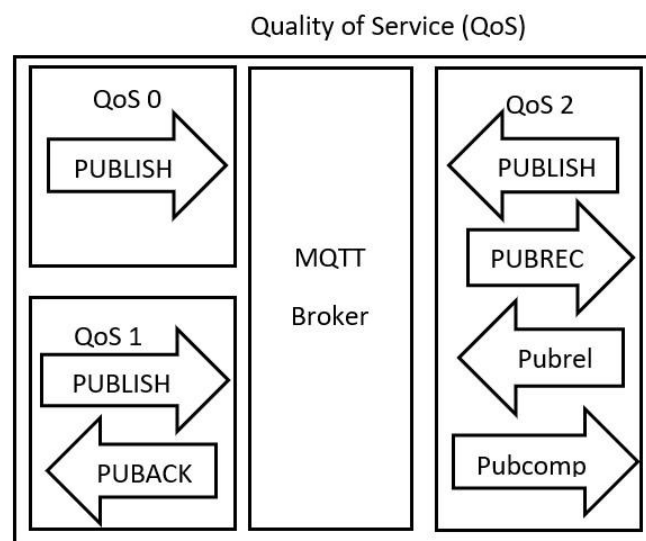 Quality of Service (QoS)
QoS 0
PUBLISH
QoS 1
PUBLISH
PUBACK
MQTT
Broker
QoS 2
PUBLISH
PUBREC
Pubrel
Pubcomp